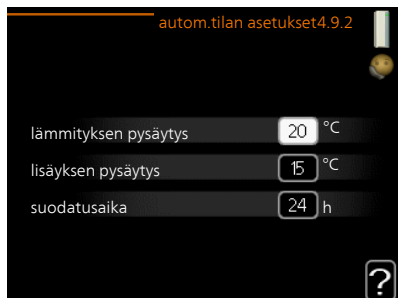 autom.tilan asetukset4.9.2
lämmityksen pysäytys 20 °C
lisäyksen pysäytys 15 °C
suodatusaika 24 h
?